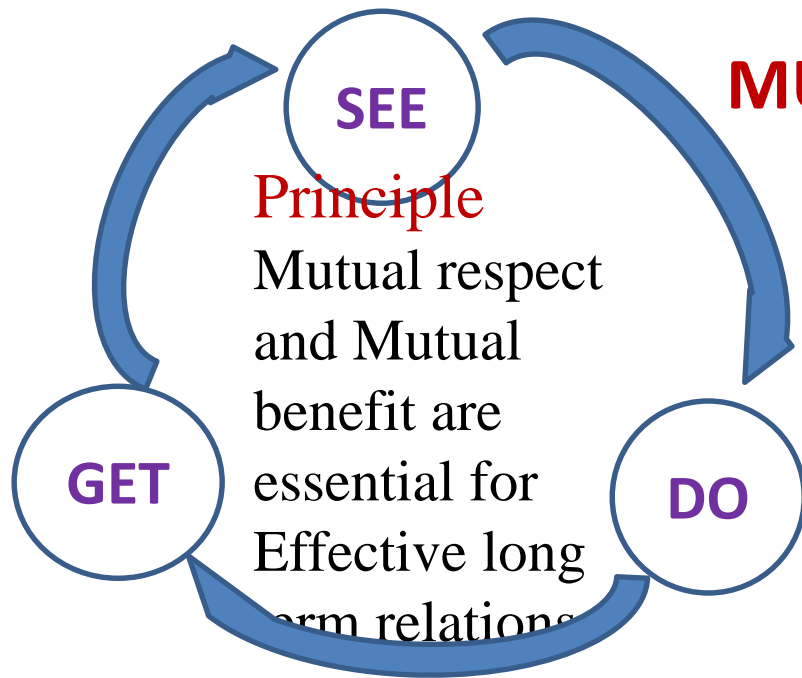 SEE
Principle
Mutual respect
and Mutual
benefit are
essential for
Effective long
GET
DO